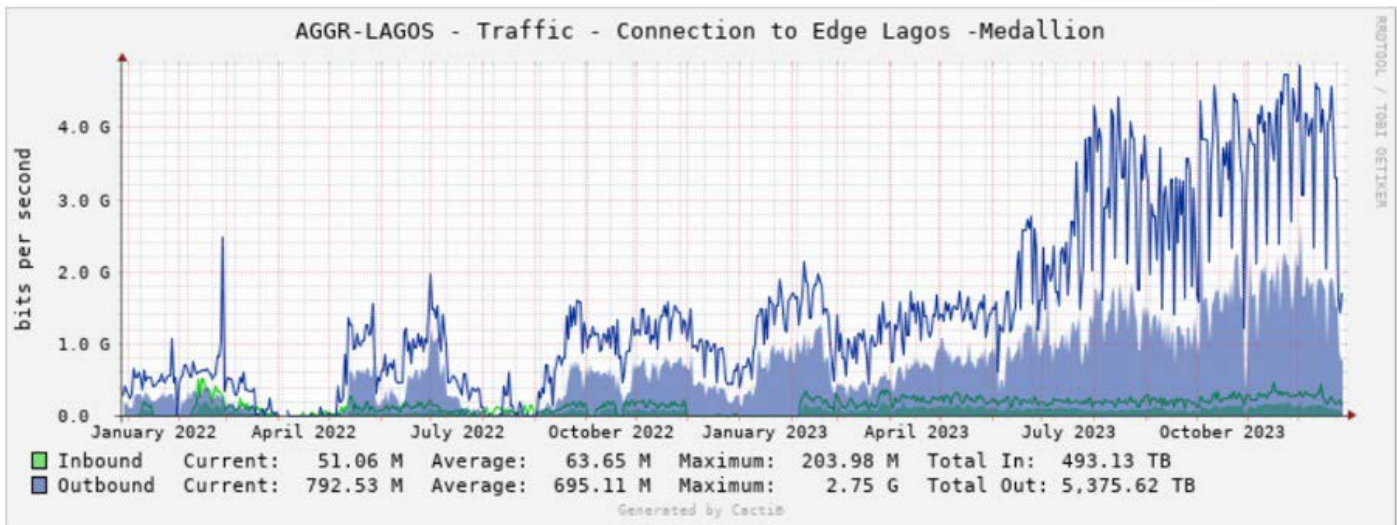 AGGR-LAGOS - Traffic - Connection to Edge Lagos -Medallion
RRDTOOL / TOBI OETIKER
bits per second
4.0 G
3.0 G
2.0 G
1.0 G
0.0
January 2022 April 2022 July 2022 October 2022 January 2023 April 2023 July 2023 October 2023
Inbound Current: 51.06 M Average: 63.65 M Maximum: 203.98 M Total In: 493.13 TB
Outbound Current: 792.53 M Average: 695.11 M Maximum: 2.75 G Total Out: 5,375.62 TB
Generated by Cacti®